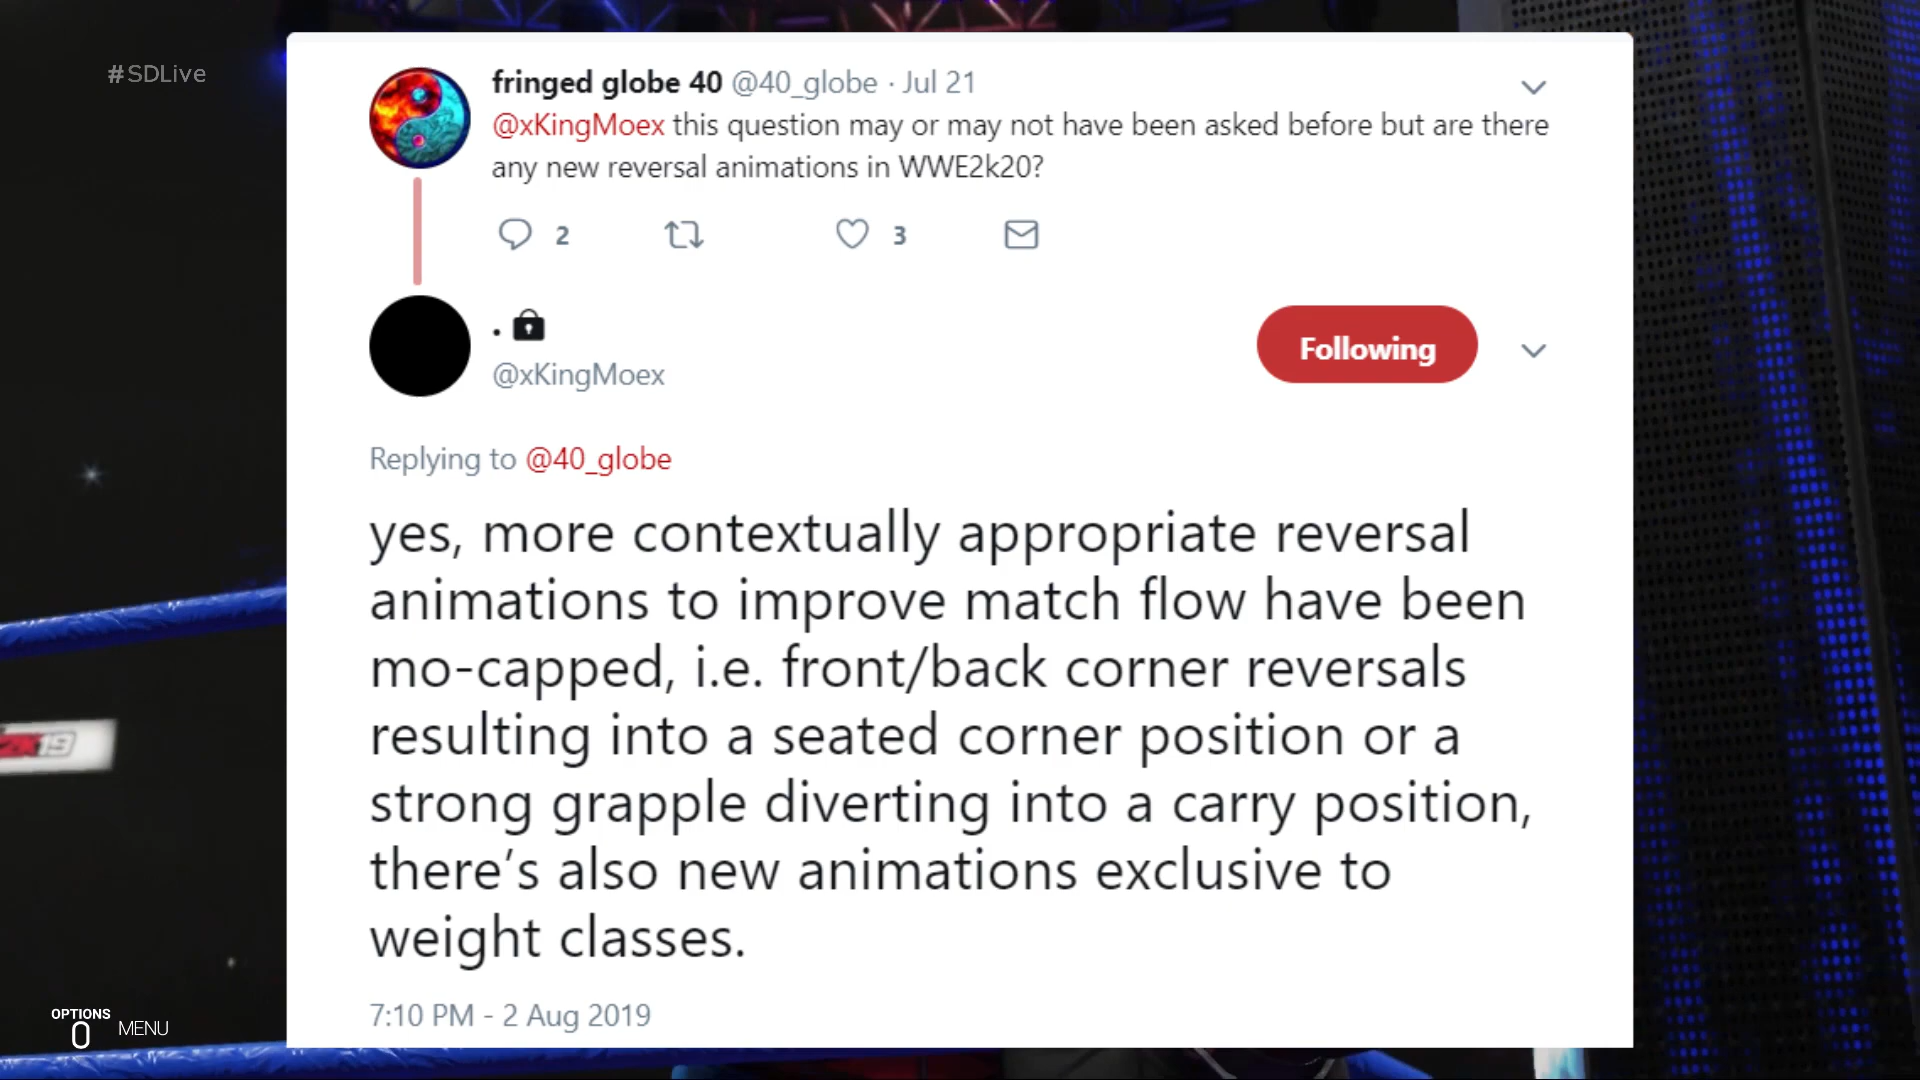 #SDLive
fringed globe 40 @40_globe · Jul 21
@xKingMoex this question may or may not have been asked before but are there
any new reversal animations in WWE2k20?
2
3
.
@xKingMoex
Following
Replying to @40_globe
yes, more contextually appropriate reversal
animations to improve match flow have been
mo-capped, i.e. front/back corner reversals
resulting into a seated corner position or a
strong grapple diverting into a carry position,
there’s also new animations exclusive to
weight classes.
7:10 PM - 2 Aug 2019
2K19
OPTIONS
MENU